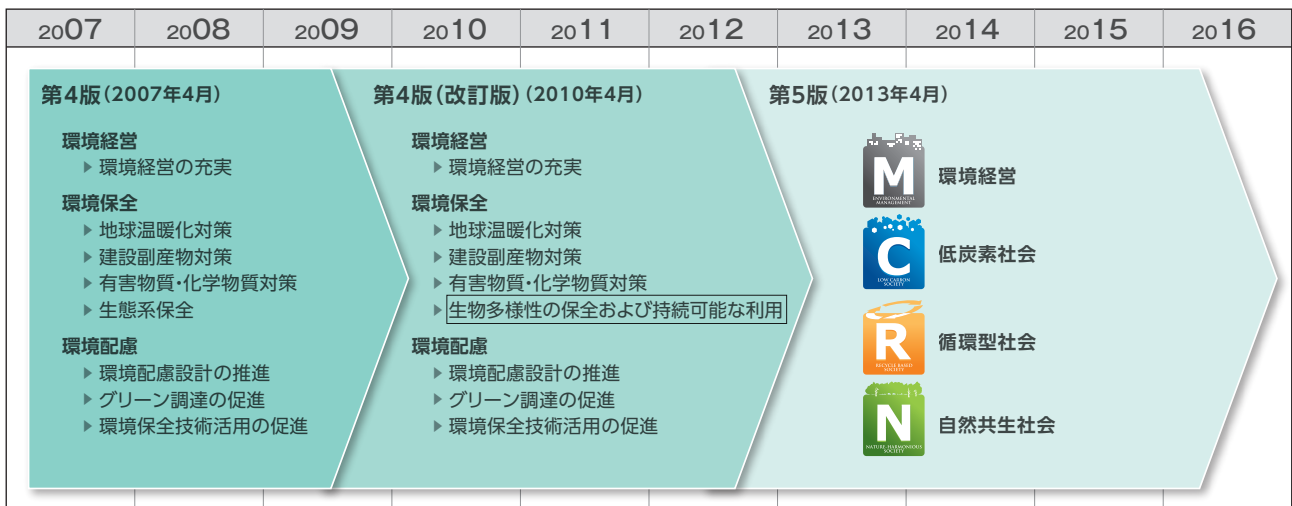 2007 2008 2009 2010 2011 2012 2013 2014 2015 2016
第4版(2007年4月)
環境経営
▶ 環境経営の充実
環境保全
▶ 地球温暖化対策
▶ 建設副産物対策
▶ 有害物質・化学物質対策
▶ 生態系保全
環境配慮
▶ 環境配慮設計の推進
▶ グリーン調達の促進
▶ 環境保全技術活用の促進
第4版(改訂版)(2010年4月)
環境経営
▶ 環境経営の充実
環境保全
▶ 地球温暖化対策
▶ 建設副産物対策
▶ 有害物質・化学物質対策
▶ 生物多様性の保全および持続可能な利用
環境配慮
▶ 環境配慮設計の推進
▶ グリーン調達の促進
▶ 環境保全技術活用の促進
第5版(2013年4月)
M
ENVIRONMENTAL
MANAGEMENT
環境経営
C
LOW CARBON
SOCIETY
低炭素社会
R
RECYCLE BASED
SOCIETY
循環型社会
N
NATURE HARMONIOUS
SOCIETY
自然共生社会